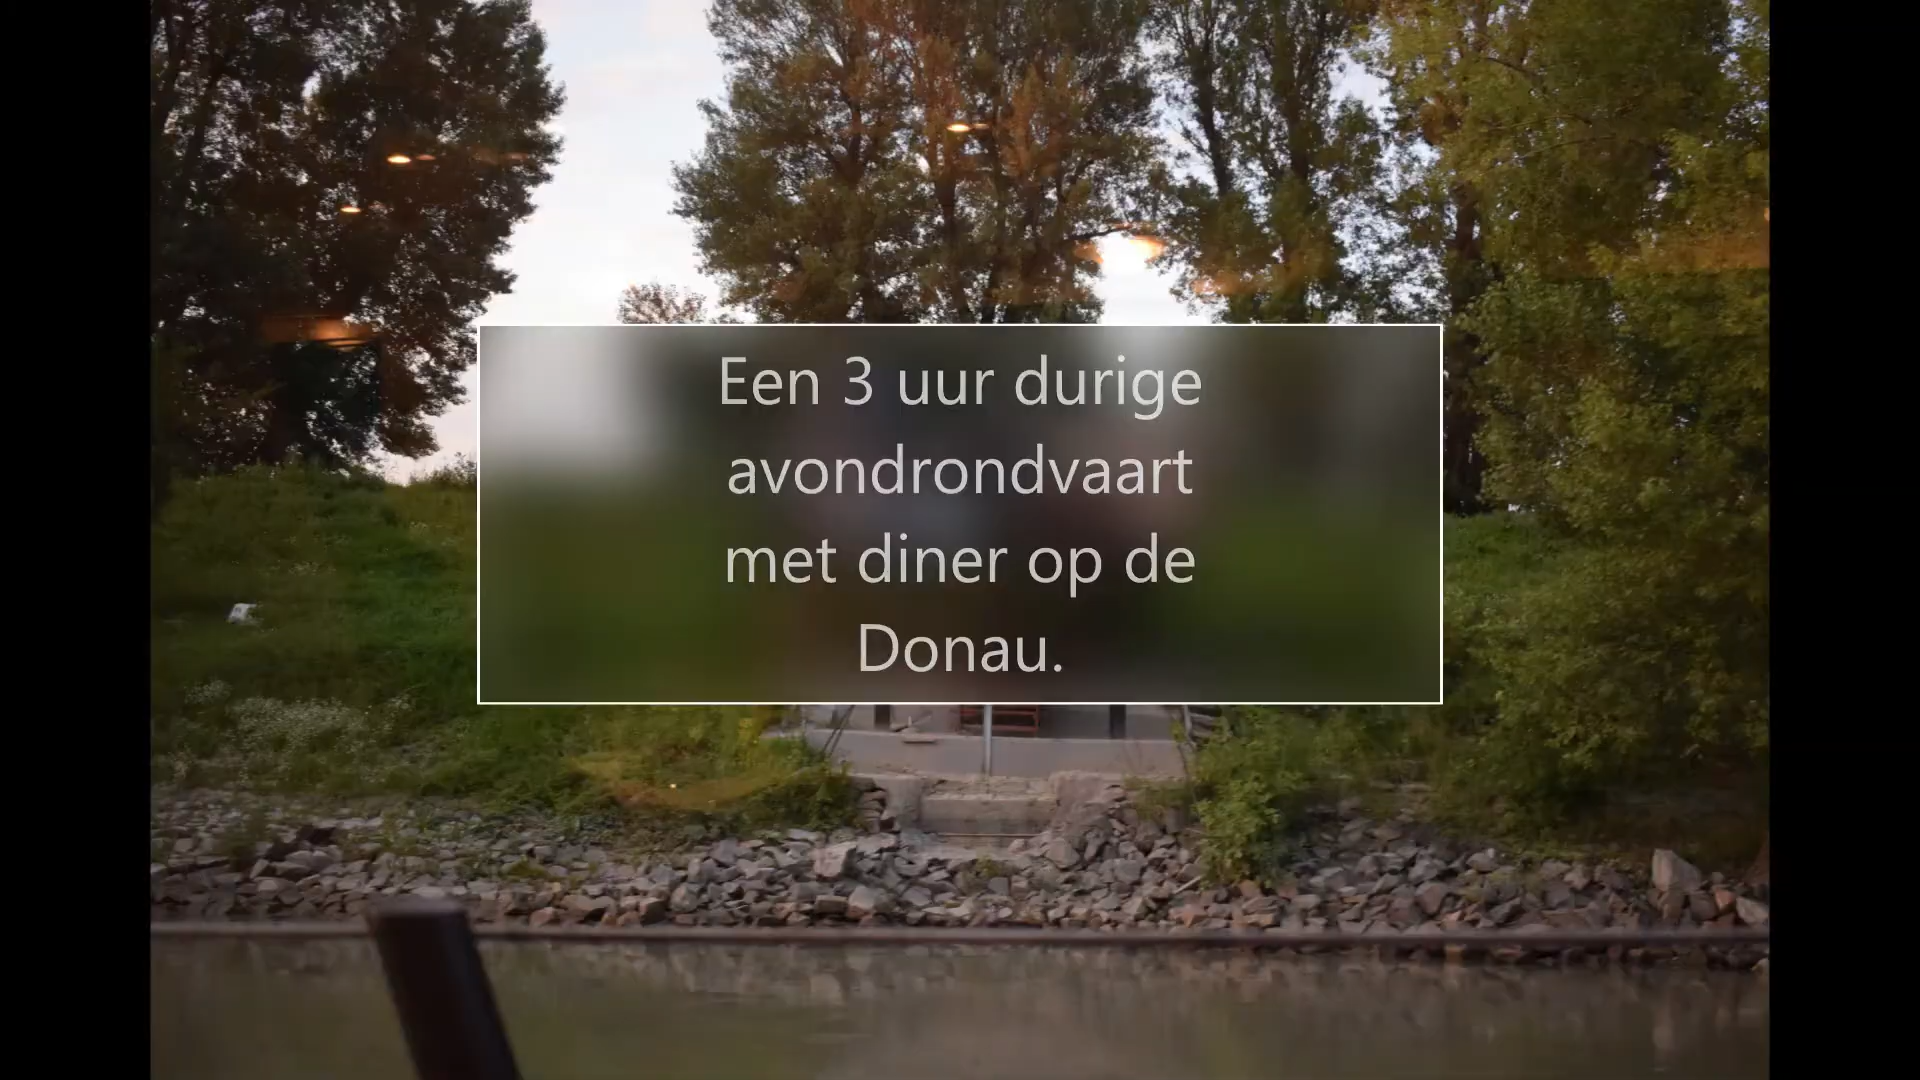 Een 3 uur durige
avondrondvaart
met diner op de
Donau.